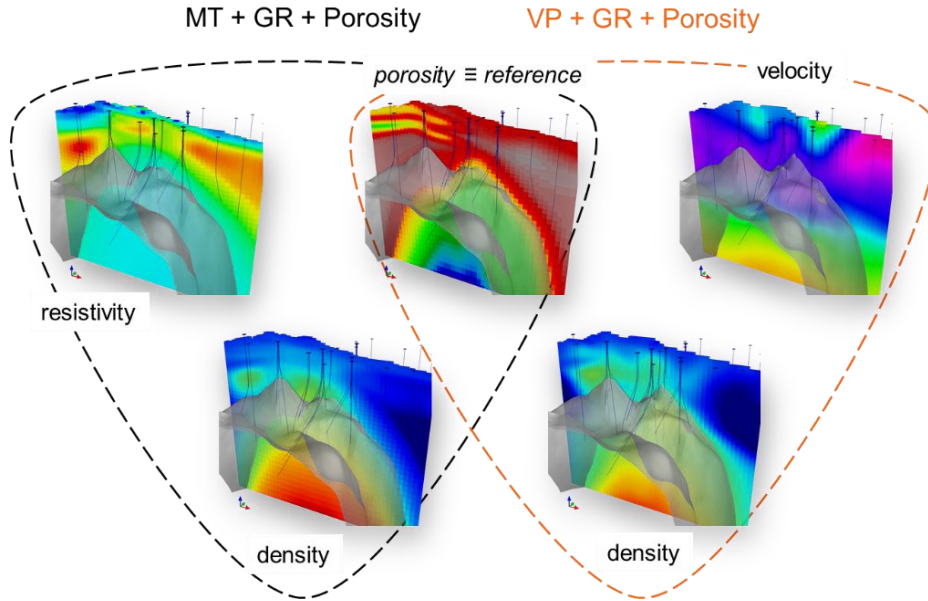 MT + GR + Porosity
VP + GR + Porosity
porosity ≡ reference
velocity
resistivity
density
density